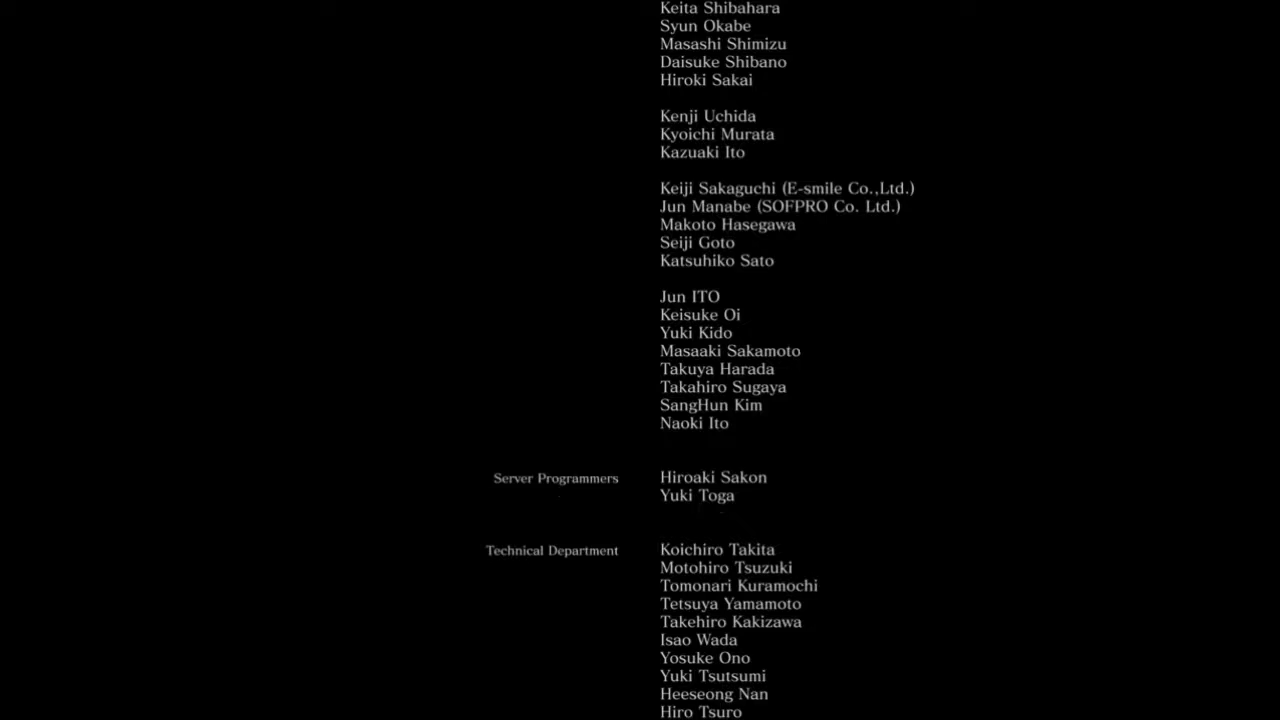 Keita Shibahara
Syun Okabe
Masashi Shimizu
Daisuke Shibano
Hiroki Sakai
Kenji Uchida
Kyoichi Murata
Kazuaki Ito
Keiji Sakaguchi (E-smile Co.,Ltd.)
Jun Manabe (SOFPRO Co. Ltd.)
Makoto Hasegawa
Seiji Goto
Katsuhiko Sato
Jun ITO
Keisuke Oi
Yuki Kido
Masaaki Sakamoto
Takuya Harada
Takahiro Sugaya
SangHun Kim
Naoki Ito
Server Programmers Hiroaki Sakon
Yuki Toga
Technical Department Koichiro Takita
Motohiro Tsuzuki
Tomonari Kuramochi
Tetsuya Yamamoto
Takehiro Kakizawa
Isao Wada
Yosuke Ono
Yuki Tsutsumi
Heeseong Nan
Hiro Tsuro